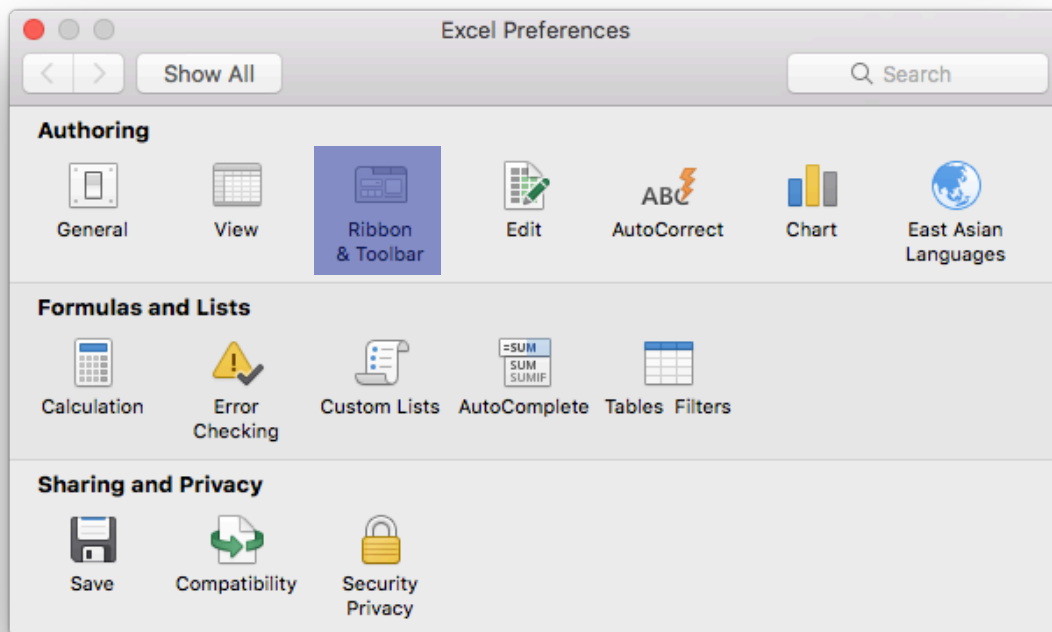 Excel Preferences
Show All
Search
Authoring
General
View
Ribbon
& Toolbar
Edit
ABC
AutoCorrect
Chart
East Asian
Languages
Formulas and Lists
Calculation
Error
Checking
Custom Lists
=SUM
SUM
SUMIF
AutoComplete
Tables Filters
Sharing and Privacy
Save
Compatibility
Security
Privacy